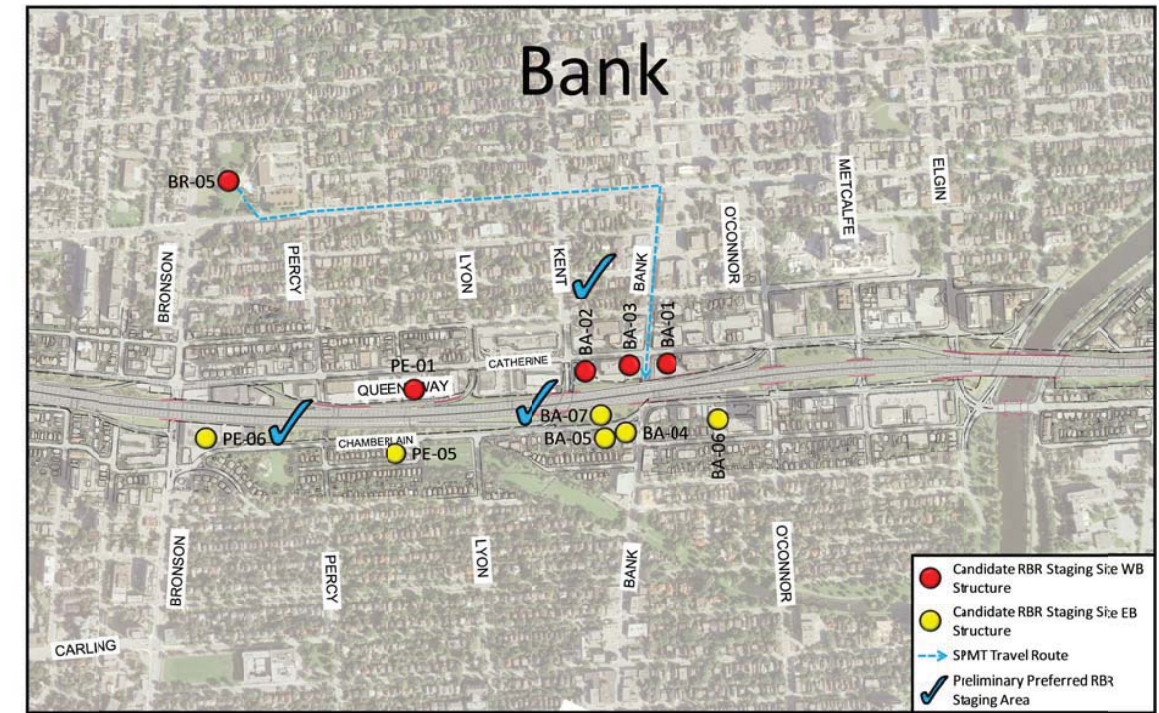 Bank
BR-05
METCALFE
ELGIN
O'CONNOR
BRONSON
PERCY
LYON
KENT
BANK
BA-02
BA-03
BA-01
PE-01
CATHERINE
QUEENSWAY
BA-07
PE-06
CHAMBERLAIN
BA-05
BA-04
PE-05
BA-06
BRONSON
PERCY
LYON
BANK
O'CONNOR
CARLING
Candidate RBR Staging Site WB
Structure
Candidate RBR Staging Site EB
Structure
SPMT Travel Route
Preliminary Preferred RBR
Staging Area